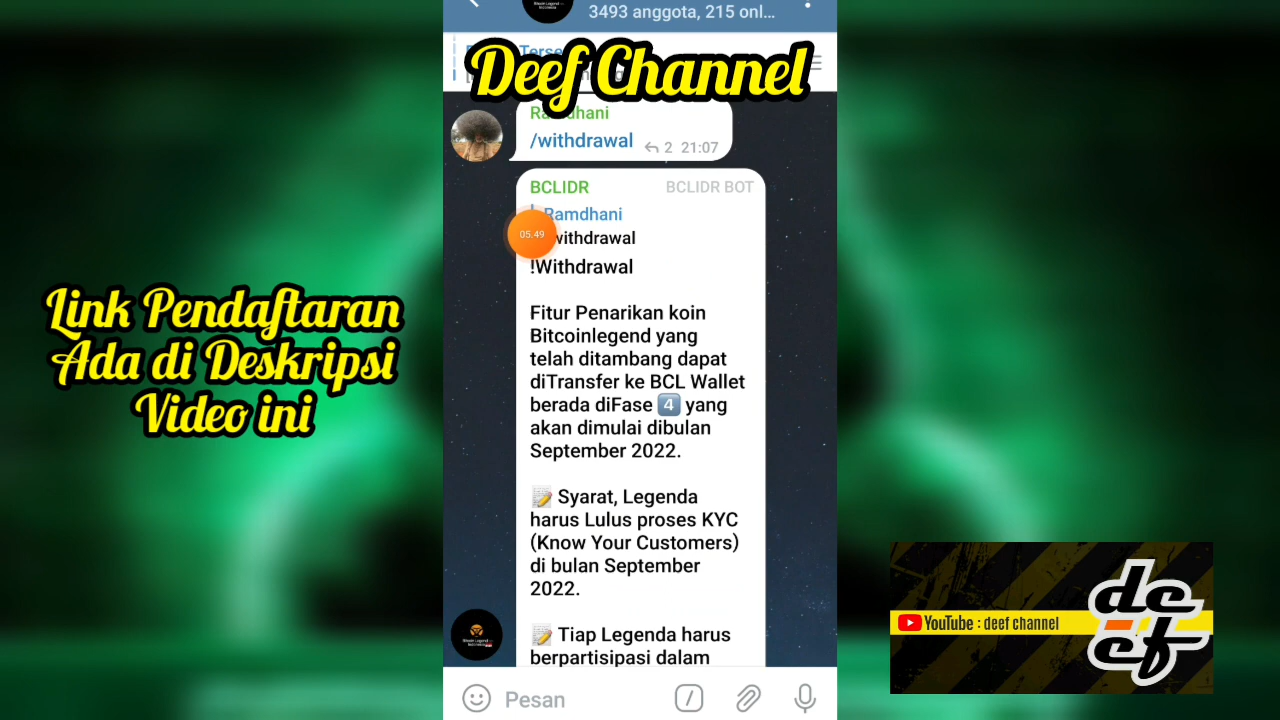 3493 anggota, 215 onl...
Deef Channel
Ramdhani
/withdrawal
2 21:07
BCLIDR
BCLIDR BOT
Ramdhani
05.49
withdrawal
!Withdrawal
Fitur Penarikan koin
Bitcoinlegend yang
telah ditambang dapat
diTransfer ke BCL Wallet
berada diFase 4 yang
akan dimulai dibulan
September 2022.
Syarat, Legenda
harus Lulus proses KYC
(Know Your Customers)
di bulan September
2022.
Tiap Legenda harus
berpartisipasi dalam
Pesan
Link Pendaftaran
Ada di Deskripsi
Video ini
YouTube : deef channel
deef